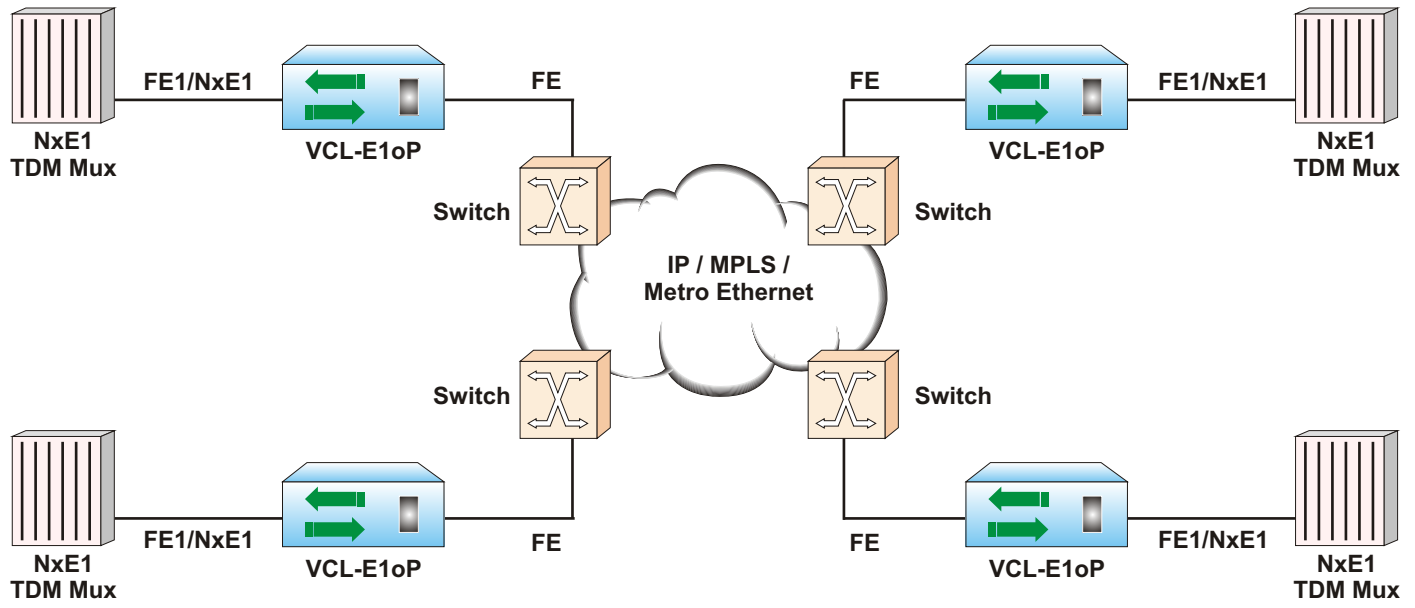 FE1/NxE1
FE
FE
FE1/NxE1
NxE1
TDM Mux
VCL-E1oP
VCL-E1oP
NxE1
TDM Mux
Switch
Switch
IP / MPLS /
Metro Ethernet
Switch
Switch
FE1/NxE1
FE
FE
FE1/NxE1
NxE1
TDM Mux
VCL-E1oP
VCL-E1oP
NxE1
TDM Mux